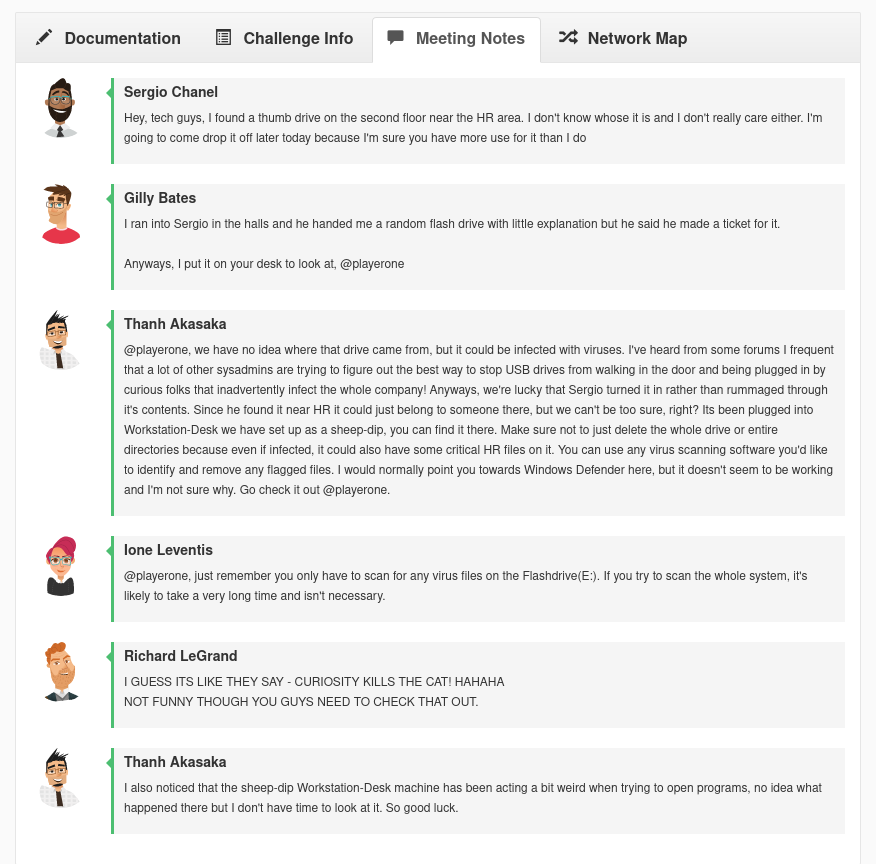 Documentation
Challenge Info
Meeting Notes
Network Map
Sergio Chanel
Hey, tech guys, I found a thumb drive on the second floor near the HR area. I don't know whose it is and I don't really care either. I'm
going to come drop it off later today because I'm sure you have more use for it than I do
Gilly Bates
I ran into Sergio in the halls and he handed me a random flash drive with little explanation but he said he made a ticket for it.
Anyways, I put it on your desk to look at, @playerone
Thanh Akasaka
@playerone, we have no idea where that drive came from, but it could be infected with viruses. I've heard from some forums I frequent
that a lot of other sysadmins are trying to figure out the best way to stop USB drives from walking in the door and being plugged in by
curious folks that inadvertently infect the whole company! Anyways, we're lucky that Sergio turned it in rather than rummaged through
it's contents. Since he found it near HR it could just belong to someone there, but we can't be too sure, right? Its been plugged into
Workstation-Desk we have set up as a sheep-dip, you can find it there. Make sure not to just delete the whole drive or entire
directories because even if infected, it could also have some critical HR files on it. You can use any virus scanning software you'd like
to identify and remove any flagged files. I would normally point you towards Windows Defender here, but it doesn't seem to be working
and I'm not sure why. Go check it out @playerone.
Ione Leventis
@playerone, just remember you only have to scan for any virus files on the Flashdrive(E:). If you try to scan the whole system, it's
likely to take a very long time and isn't necessary.
Richard LeGrand
I GUESS ITS LIKE THEY SAY - CURIOSITY KILLS THE CAT! HAHAHA
NOT FUNNY THOUGH YOU GUYS NEED TO CHECK THAT OUT.
Thanh Akasaka
I also noticed that the sheep-dip Workstation-Desk machine has been acting a bit weird when trying to open programs, no idea what
happened there but I don't have time to look at it. So good luck.